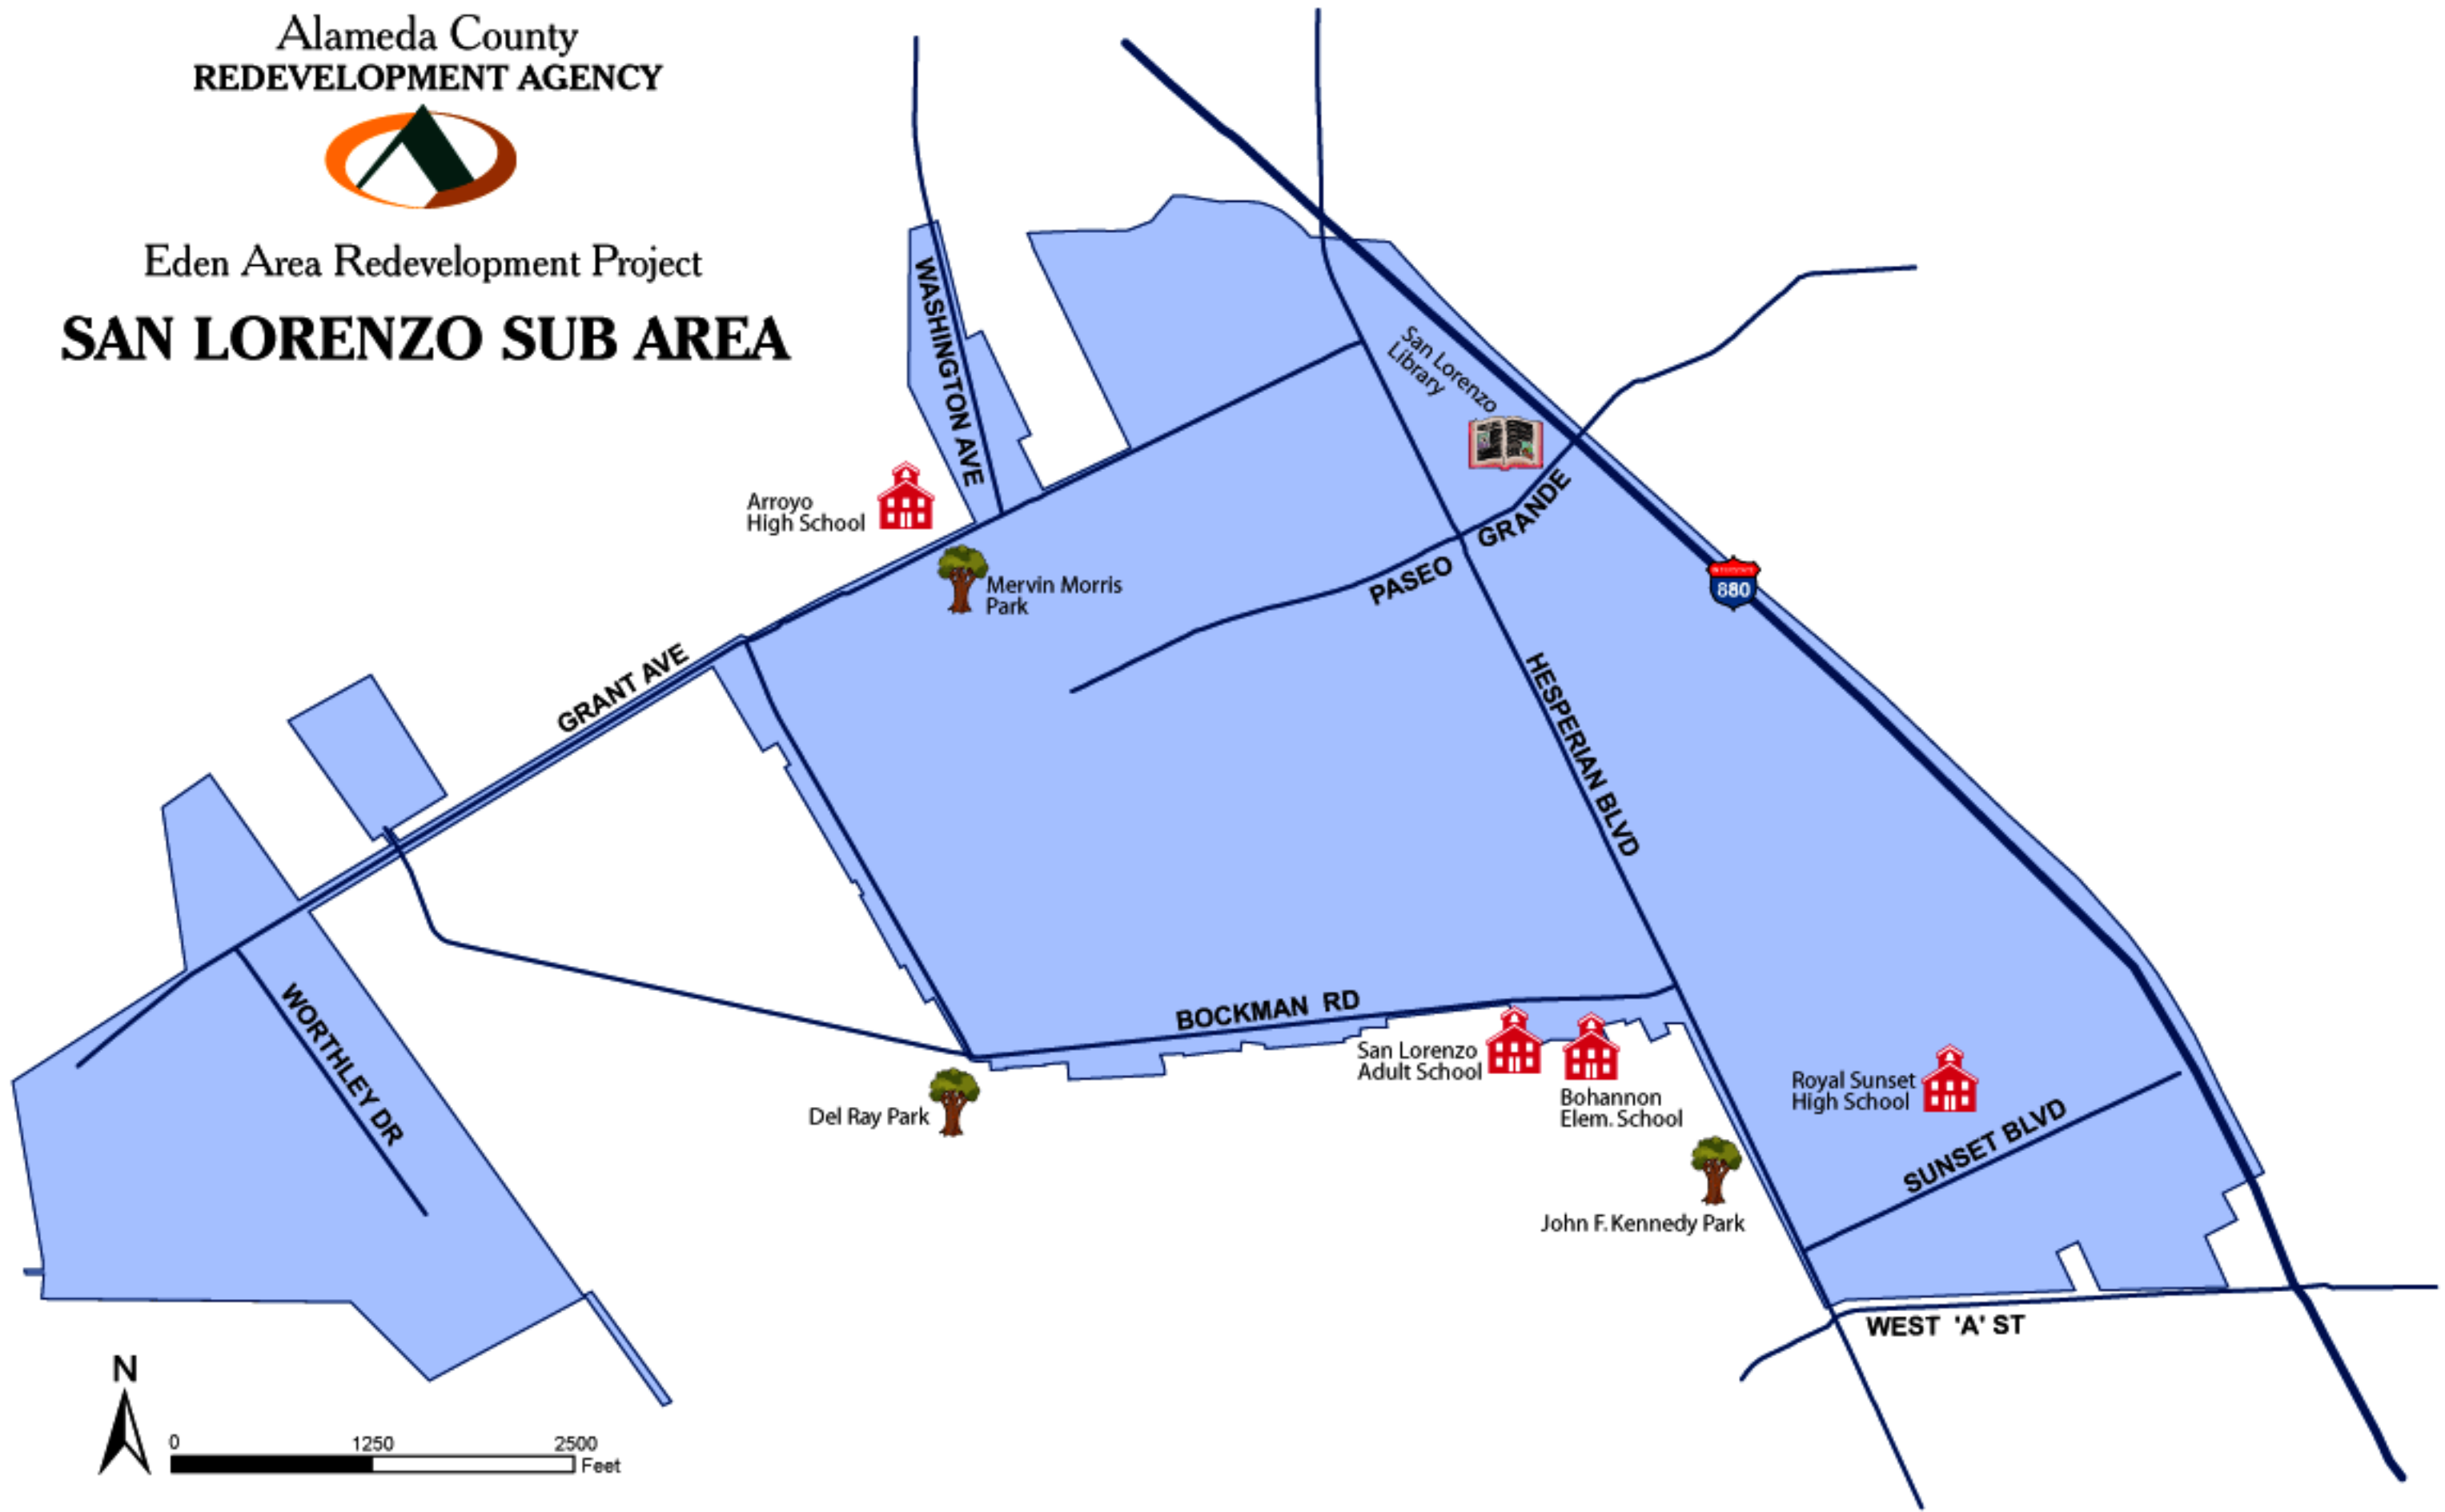 Alameda County
REDEVELOPMENT AGENCY
Eden Area Redevelopment Project
SAN LORENZO SUB AREA
WASHINGTON AVE
San Lorenzo
Library
Arroyo
High School
Mervin Morris
Park
PASEO GRANDE
880
GRANT AVE
HESPERIAN BLVD
WORTHLEY DR
BOCKMAN RD
San Lorenzo
Adult School
Bohannon
Elem. School
Royal Sunset
High School
Del Ray Park
SUNSET BLVD
John F. Kennedy Park
WEST 'A' ST
N
0 1250 2500
Feet